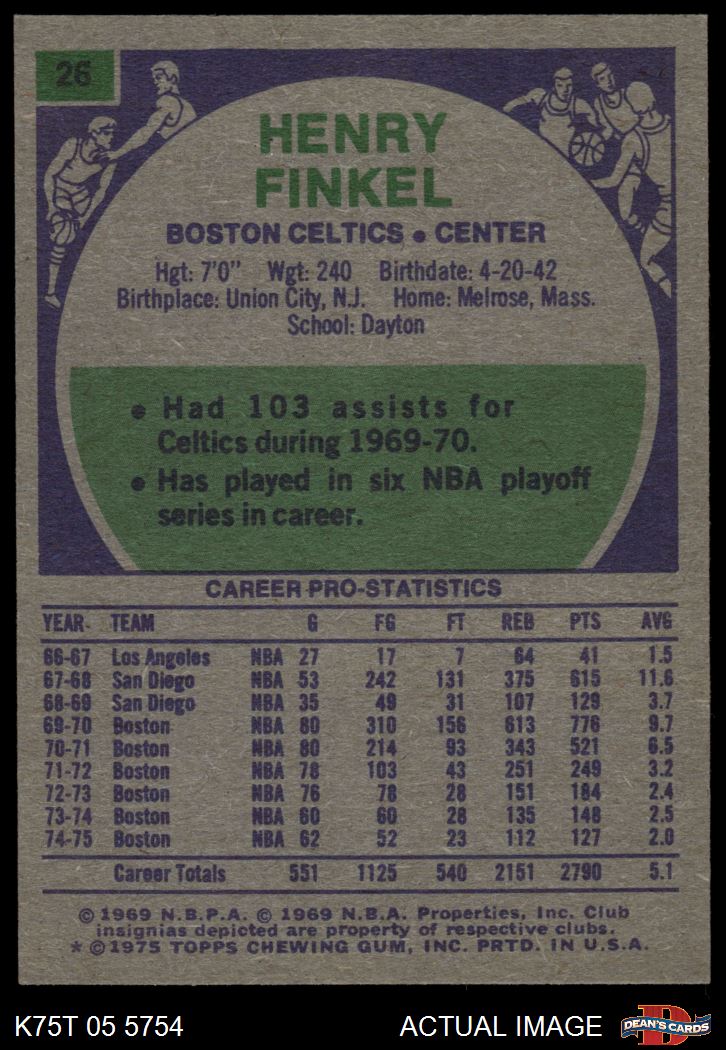 26
HENRY
FINKEL
BOSTON CELTICS • CENTER
Hgt: 7'0" Wgt: 240 Birthdate: 4-20-42
Birthplace: Union City, N.J. Home: Melrose, Mass.
School: Dayton
• Had 103 assists for
Celtics during 1969-70.
• Has played in six NBA playoff
series in career.
CAREER PRO-STATISTICS
YEAR TEAM G FG FT REB PTS AVG
66-67 Los Angeles NBA 27 17 7 64 41 1.5
67-68 San Diego NBA 53 242 131 375 615 11.6
68-69 San Diego NBA 35 49 31 107 129 3.7
69-70 Boston NBA 80 310 156 613 776 9.7
70-71 Boston NBA 80 214 93 343 521 6.5
71-72 Boston NBA 78 103 43 251 249 3.2
72-73 Boston NBA 76 78 28 151 184 2.4
73-74 Boston NBA 60 60 28 135 148 2.5
74-75 Boston NBA 62 52 23 112 127 2.0
Career Totals 551 1125 540 2151 2790 5.1
© 1969 N.B.P.A. © 1969 N.B.A. Properties, Inc. Club
insignias depicted are property of respective clubs.
* © 1975 TOPPS CHEWING GUM, INC. PRTD. IN U.S.A.
K75T 05 5754 ACTUAL IMAGE D DEAN'S CARDS